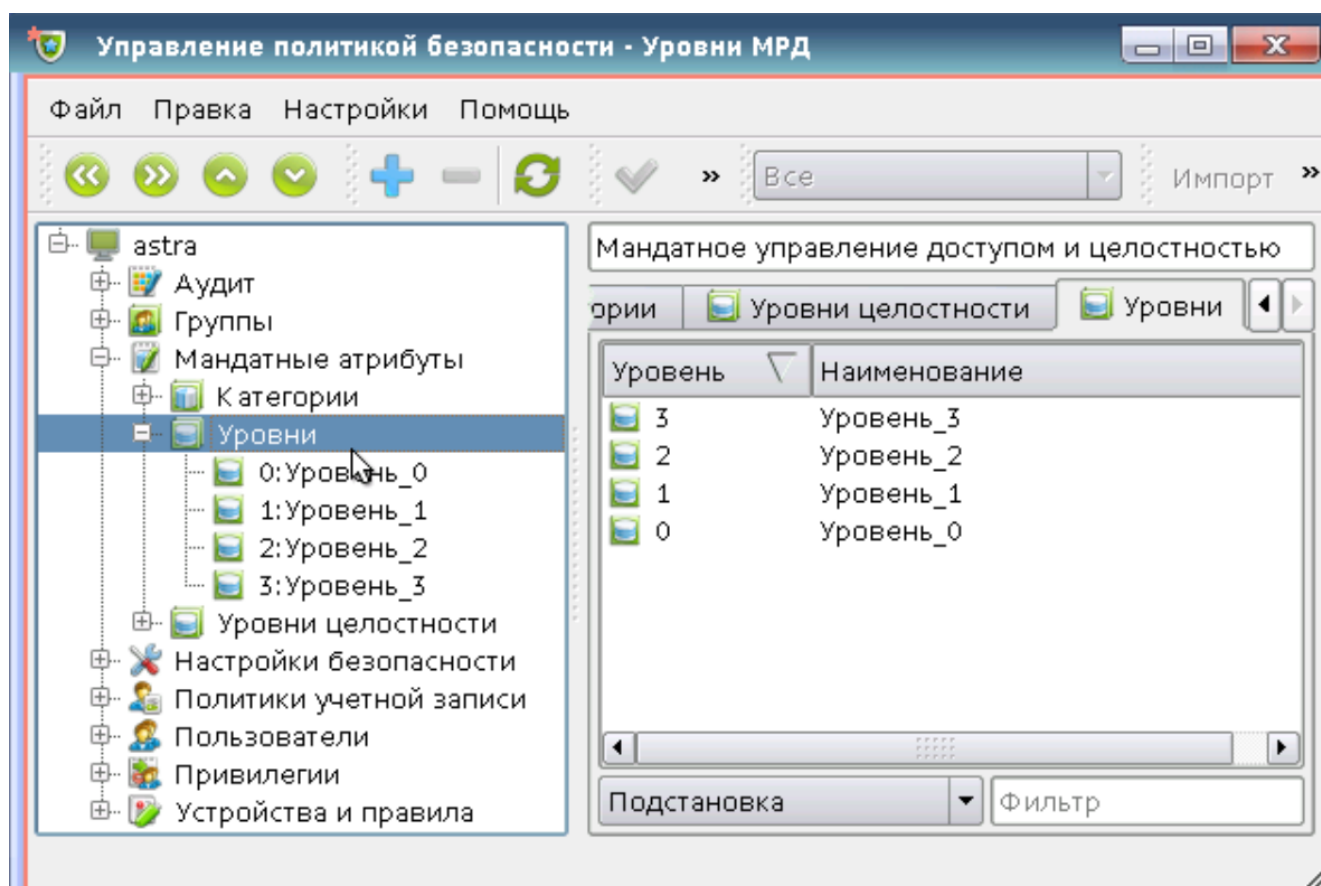 Управление политикой безопасности - Уровни МРД
Файл Правка Настройки Помощь
» Все Импорт »
astra
Аудит
Группы
Мандатные атрибуты
Категории
Уровни
0:Уровень_0
1:Уровень_1
2:Уровень_2
3:Уровень_3
Уровни целостности
Настройки безопасности
Политики учетной записи
Пользователи
Привилегии
Устройства и правила
Мандатное управление доступом и целостностью
ории Уровни целостности Уровни
Уровень Наименование
3 Уровень_3
2 Уровень_2
1 Уровень_1
0 Уровень_0
Подстановка Фильтр